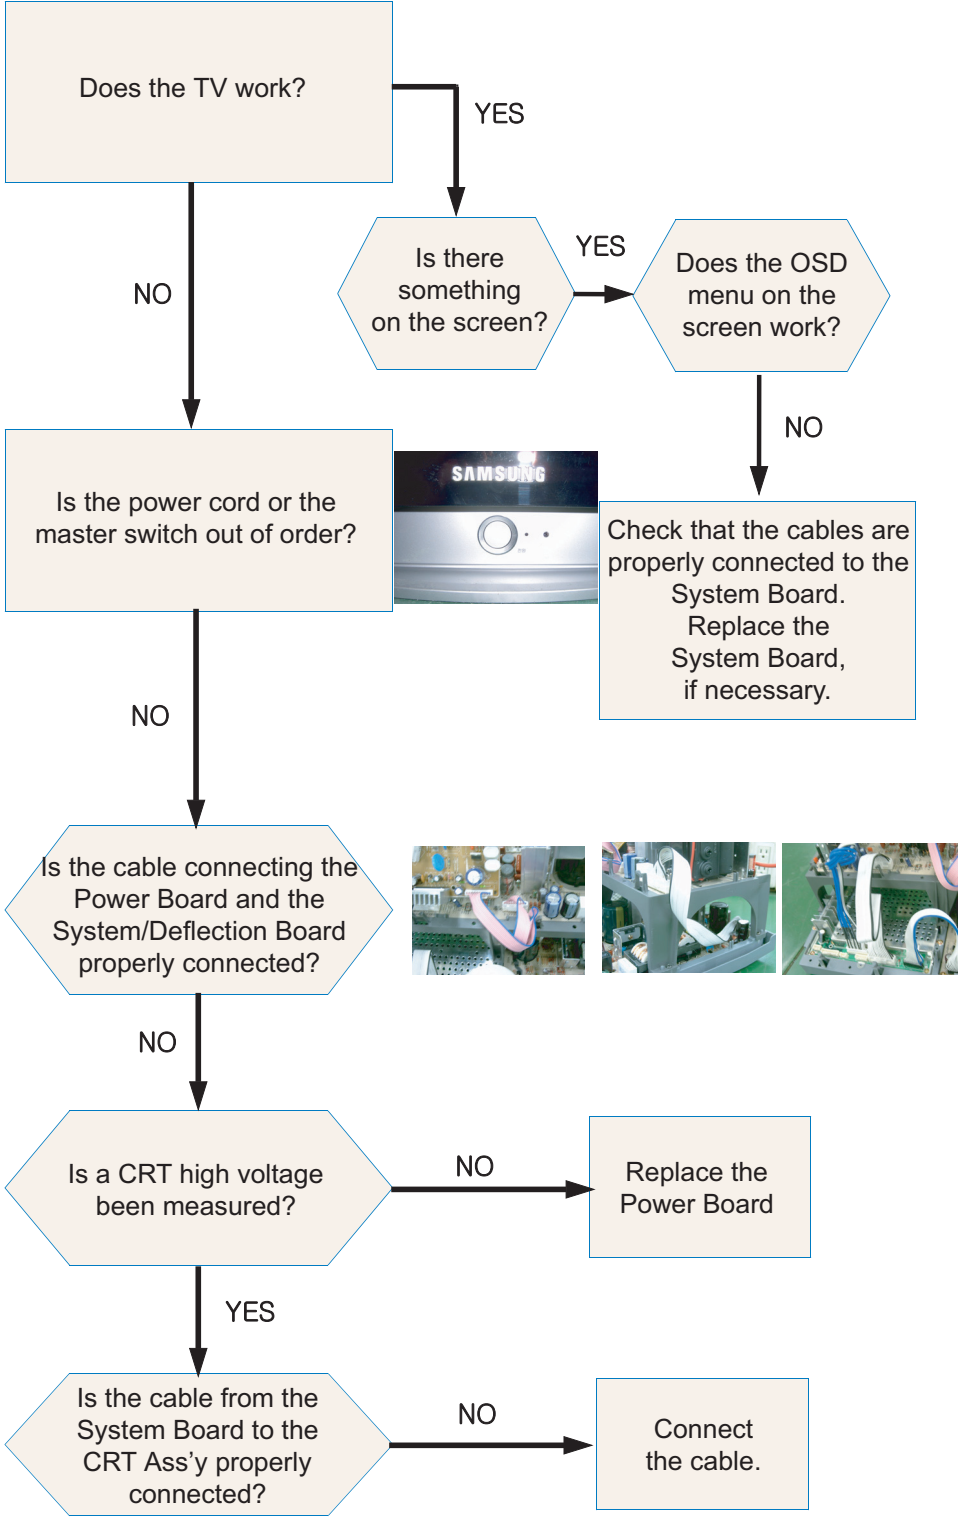 Does the TV work?
YES
Is there
something
on the screen?
YES
Does the OSD
menu on the
screen work?
NO
NO
Is the power cord or the
master switch out of order?
SAMSUNG
Check that the cables are
properly connected to the
System Board.
Replace the
System Board,
if necessary.
NO
Is the cable connecting the
Power Board and the
System/Deflection Board
properly connected?
NO
Is a CRT high voltage
been measured?
NO
Replace the
Power Board
YES
Is the cable from the
System Board to the
CRT Ass'y properly
connected?
NO
Connect
the cable.